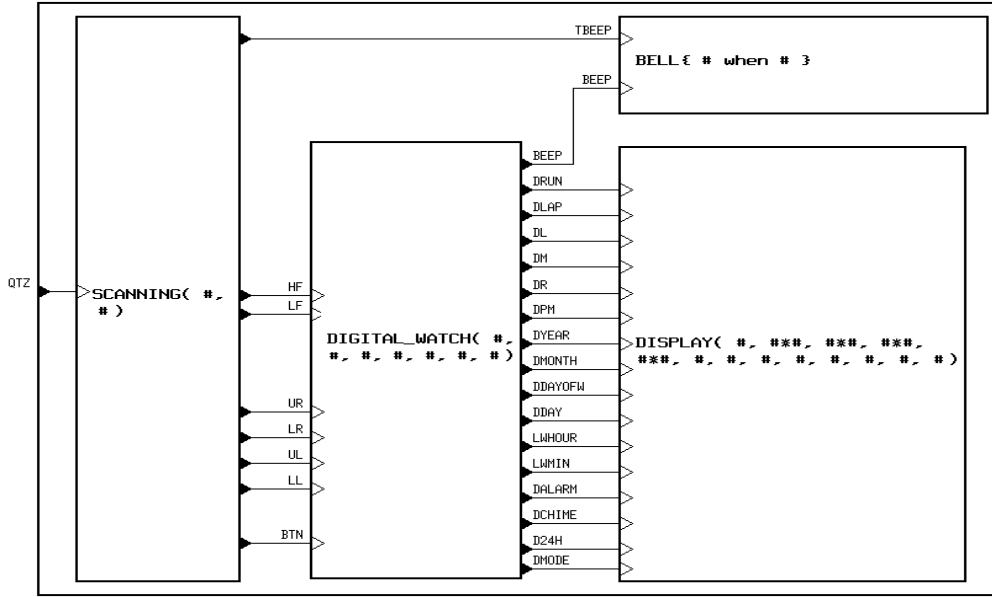 TBEEP
BELL{ # when # }
BEEP
BEEP
DRUN
DLAP
DL
DM
QTZ
HF
DR
SCANNING( #,
# )
LF
DPM
DIGITAL_WATCH( #,
#, #, #, #, #, # )
DYEAR
DISPLAY( #, #*#, #*#, #*#,
#*#, #, #, #, #, #, #, #, # )
DMONTH
DDAYOFW
UR
DDAY
LR
LWHOUR
UL
LWMIN
LL
DALARM
DCHIME
BTN
D24H
DMODE